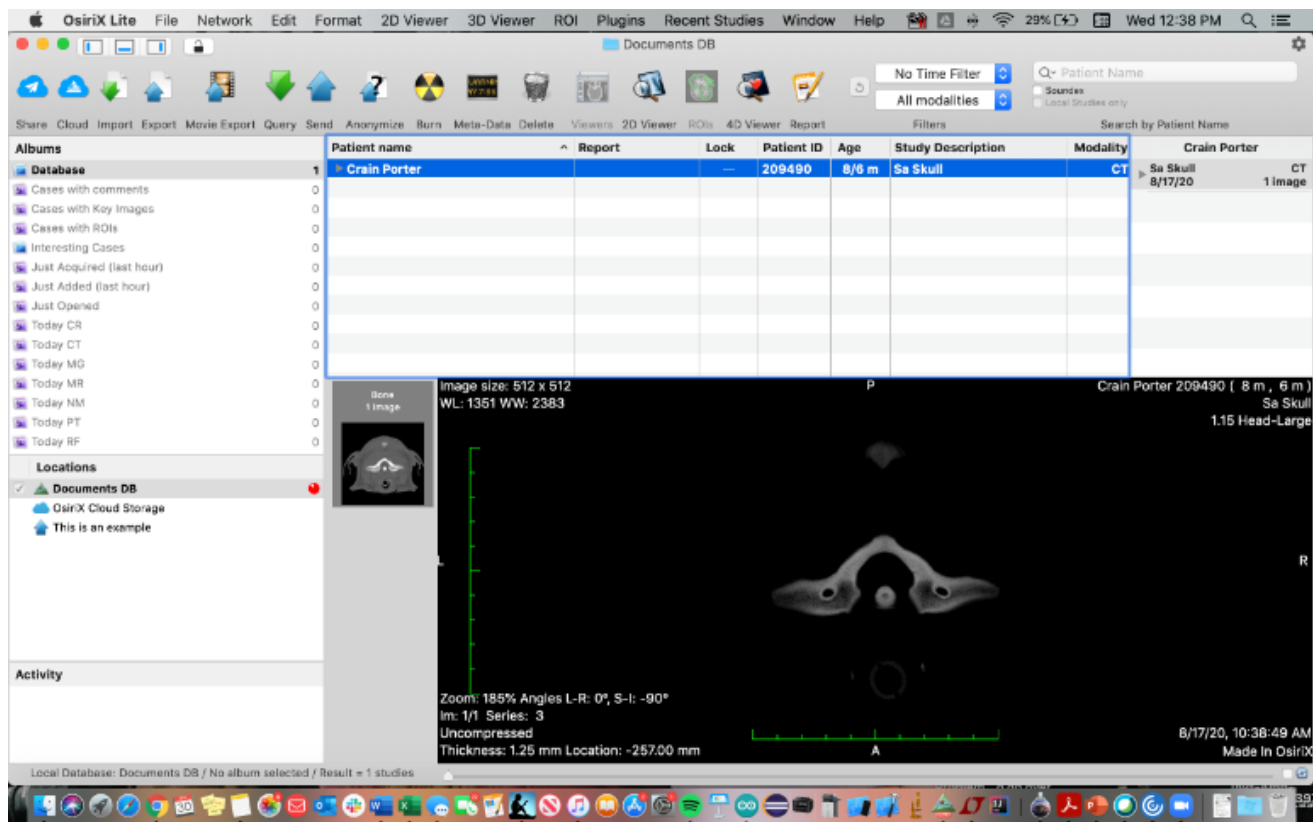 OsiriX Lite File Network Edit Format 2D Viewer 3D Viewer ROI Plugins Recent Studies Window Help 29% Wed 12:38 PM
Documents DB
No Time Filter
Patient Name
Soundex
All modalities
Local Studies only
Share Cloud Import Export Movie Export Query Send Anonymize Burn Meta-Data Delete Viewers 2D Viewer ROIs 4D Viewer Report Filters Search by Patient Name
Albums
Patient name Report Lock Patient ID Age Study Description Modality Crain Porter
Database 1
Crain Porter — 209490 8/6 m Sa Skull CT
Sa Skull CT
8/17/20 1 image
Cases with comments 0
Cases with Key Images 0
Cases with ROIs 0
Interesting Cases 0
Just Acquired (last hour) 0
Just Added (last hour) 0
Just Opened 0
Today CR 0
Today CT 0
Today MG 0
Today MR 0
Today NM 0
Today PT 0
Today RF 0
Locations
Documents DB
OsiriX Cloud Storage
This is an example
Activity
Bone
1 image
Image size: 512 x 512
WL: 1351 WW: 2383
P
Crain Porter 209490 ( 8 m , 6 m )
Sa Skull
1.15 Head-Large
L
R
Zoom: 185% Angles L-R: 0°, S-I: -90°
Im: 1/1 Series: 3
Uncompressed
Thickness: 1.25 mm Location: -257.00 mm
A
8/17/20, 10:38:49 AM
Made In OsiriX
Local Database: Documents DB / No album selected / Result = 1 studies